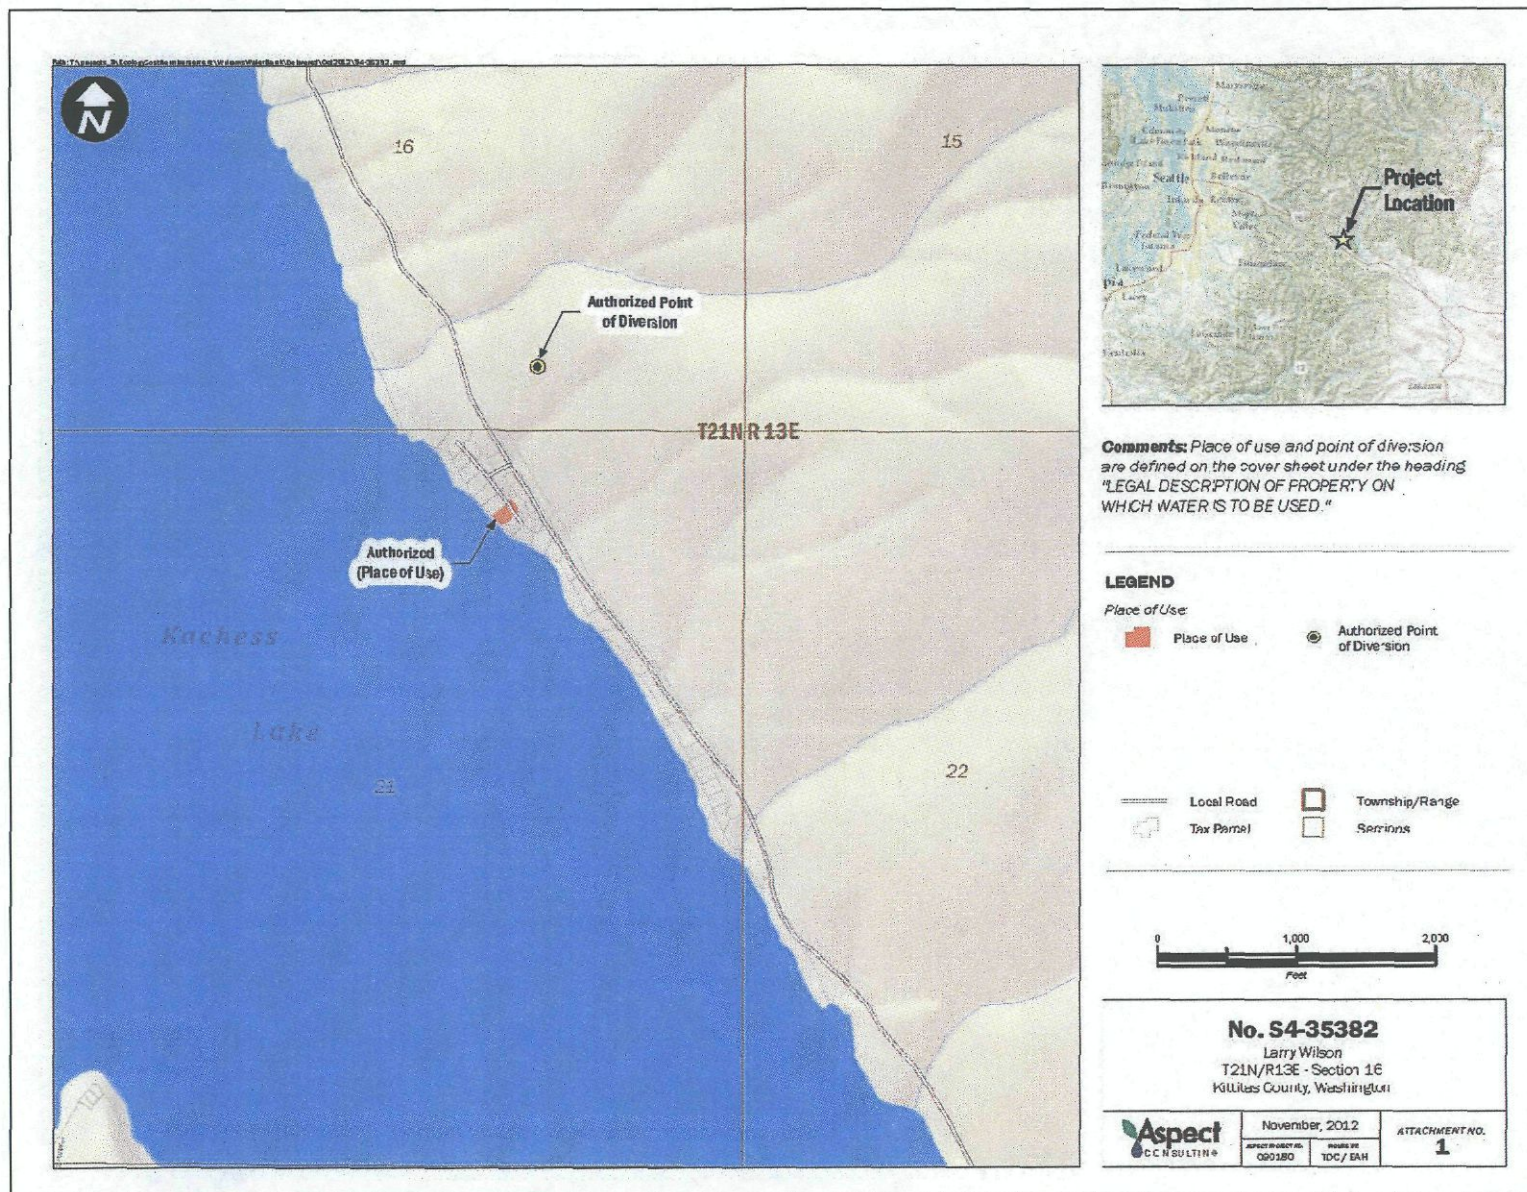 N
16
15
Authorized Point
of Diversion
T21N R 13E
Authorized
(Place of Use)
Kachess
Lake
21
22
Seattle
Bellevue
Lakewood
Lacey
Project
Location
Comments: Place of use and point of diversion
are defined on the cover sheet under the heading
"LEGAL DESCRIPTION OF PROPERTY ON
WHICH WATER IS TO BE USED."
LEGEND
Place of Use:
Place of Use
Authorized Point
of Diversion
Local Road
Township/Range
Tax Parcel
Sections
0
1,000
2,000
Feet
No. S4-35382
Larry Wilson
T21N/R13E - Section 16
Kittitas County, Washington
Aspect
CONSULTING
November, 2012
090180
TDC / EAH
ATTACHMENT NO.
1